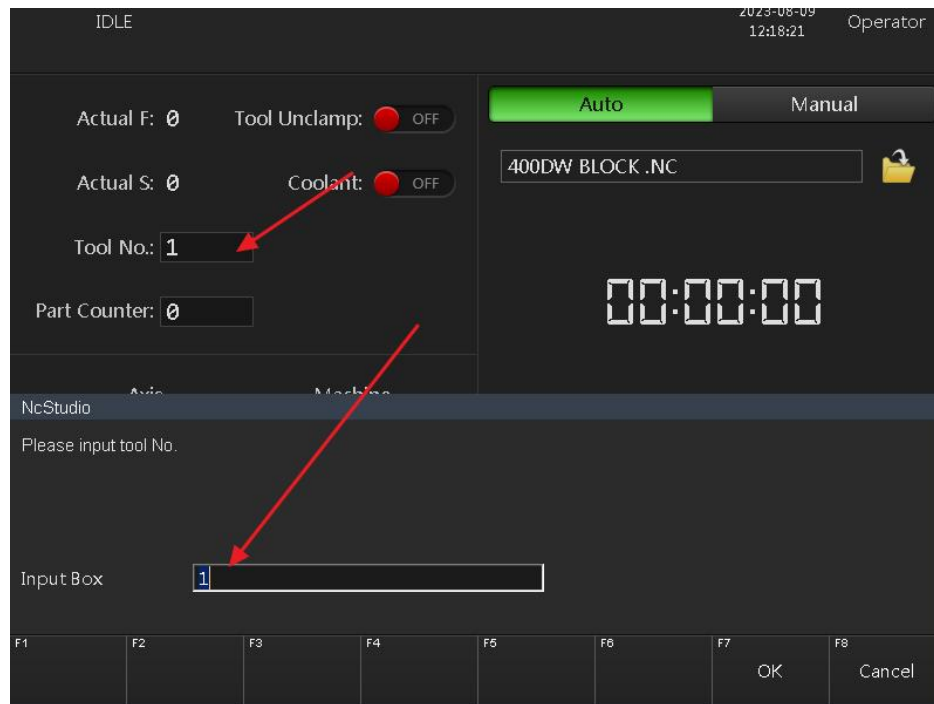 IDLE
2023-08-09
12:18:21
Operator
Actual F: 0
Tool Unclamp: OFF
Auto
Manual
Actual S: 0
Coolant: OFF
400DW BLOCK .NC
Tool No.: 1
Part Counter: 0
00:00:00
Axis
Machine
NcStudio
Please input tool No.
Input Box
1
F1
F2
F3
F4
F5
F6
F7
F8
OK
Cancel